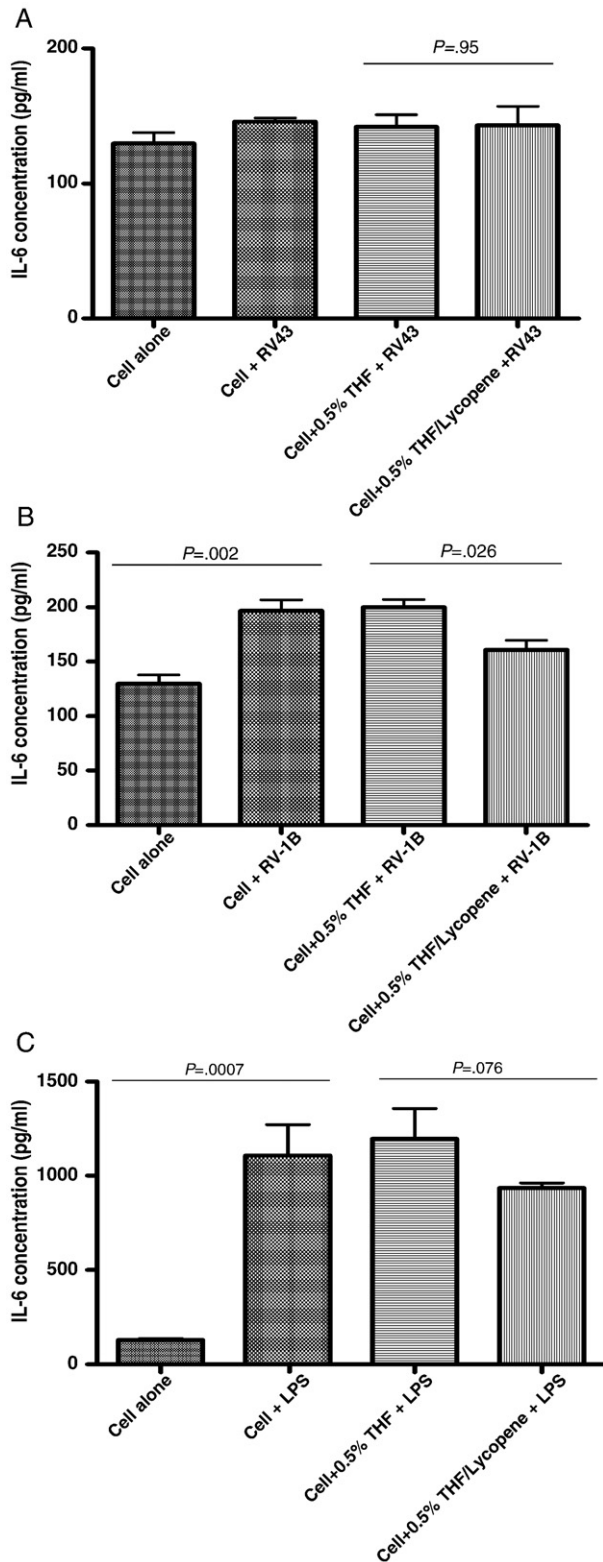 A
IL-6 concentration (pg/ml)
200
100
0
P=.95
Cell alone
Cell + RV43
Cell+0.5% THF + RV43
Cell+0.5% THF/Lycopene +RV43
B
IL-6 concentration (pg/ml)
250
200
150
100
50
0
P=.002
P=.026
Cell alone
Cell + RV-1B
Cell+0.5% THF + RV-1B
Cell+0.5% THF/Lycopene + RV-1B
C
IL-6 concentration (pg/ml)
1500
1000
500
0
P=.0007
P=.076
Cell alone
Cell + LPS
Cell+0.5% THF + LPS
Cell+0.5% THF/Lycopene + LPS